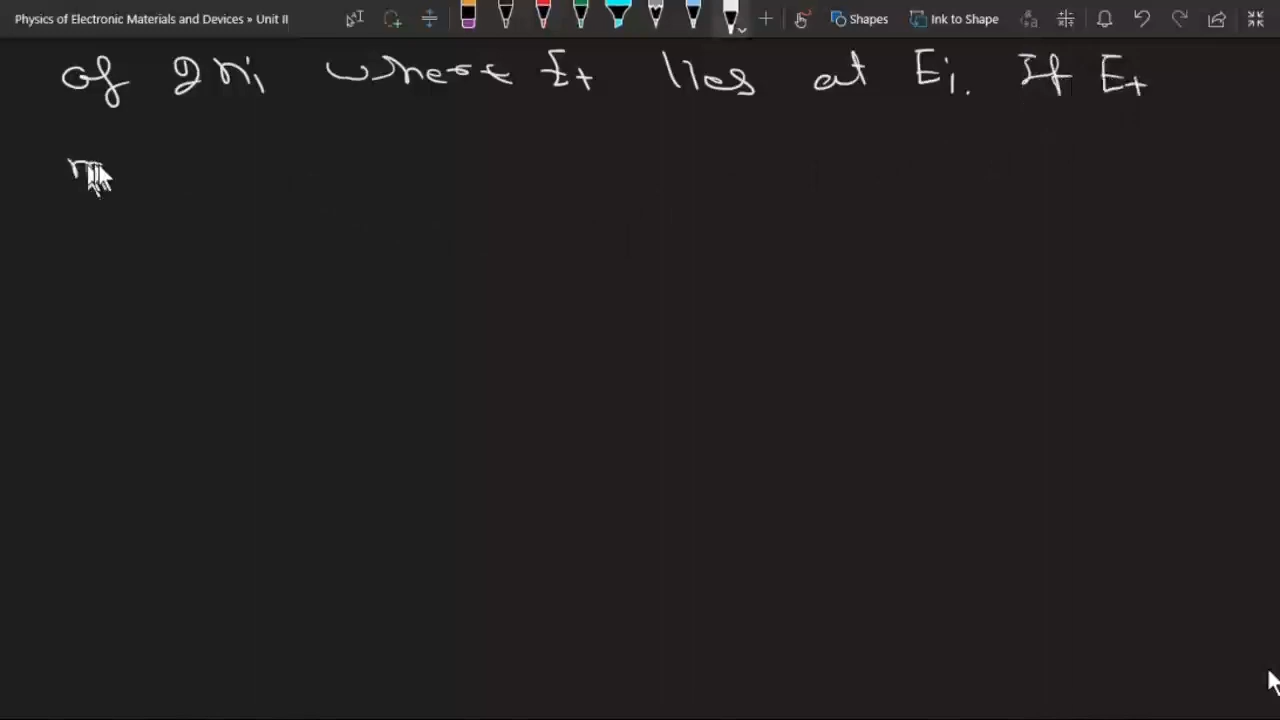 Physics of Electronic Materials and Devices » Unit II
Shapes
Ink to Shape
of 2ni where Et lies at Ei. If Et